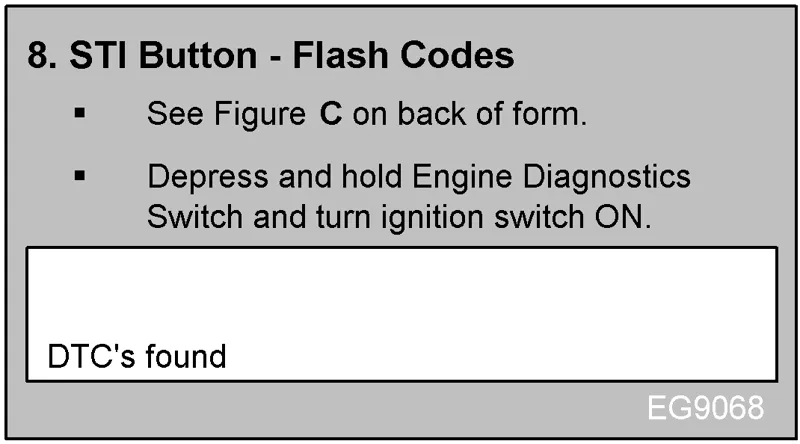 8. STI Button - Flash Codes
▪ See Figure C on back of form.
▪ Depress and hold Engine Diagnostics
Switch and turn ignition switch ON.
DTC's found
EG9068